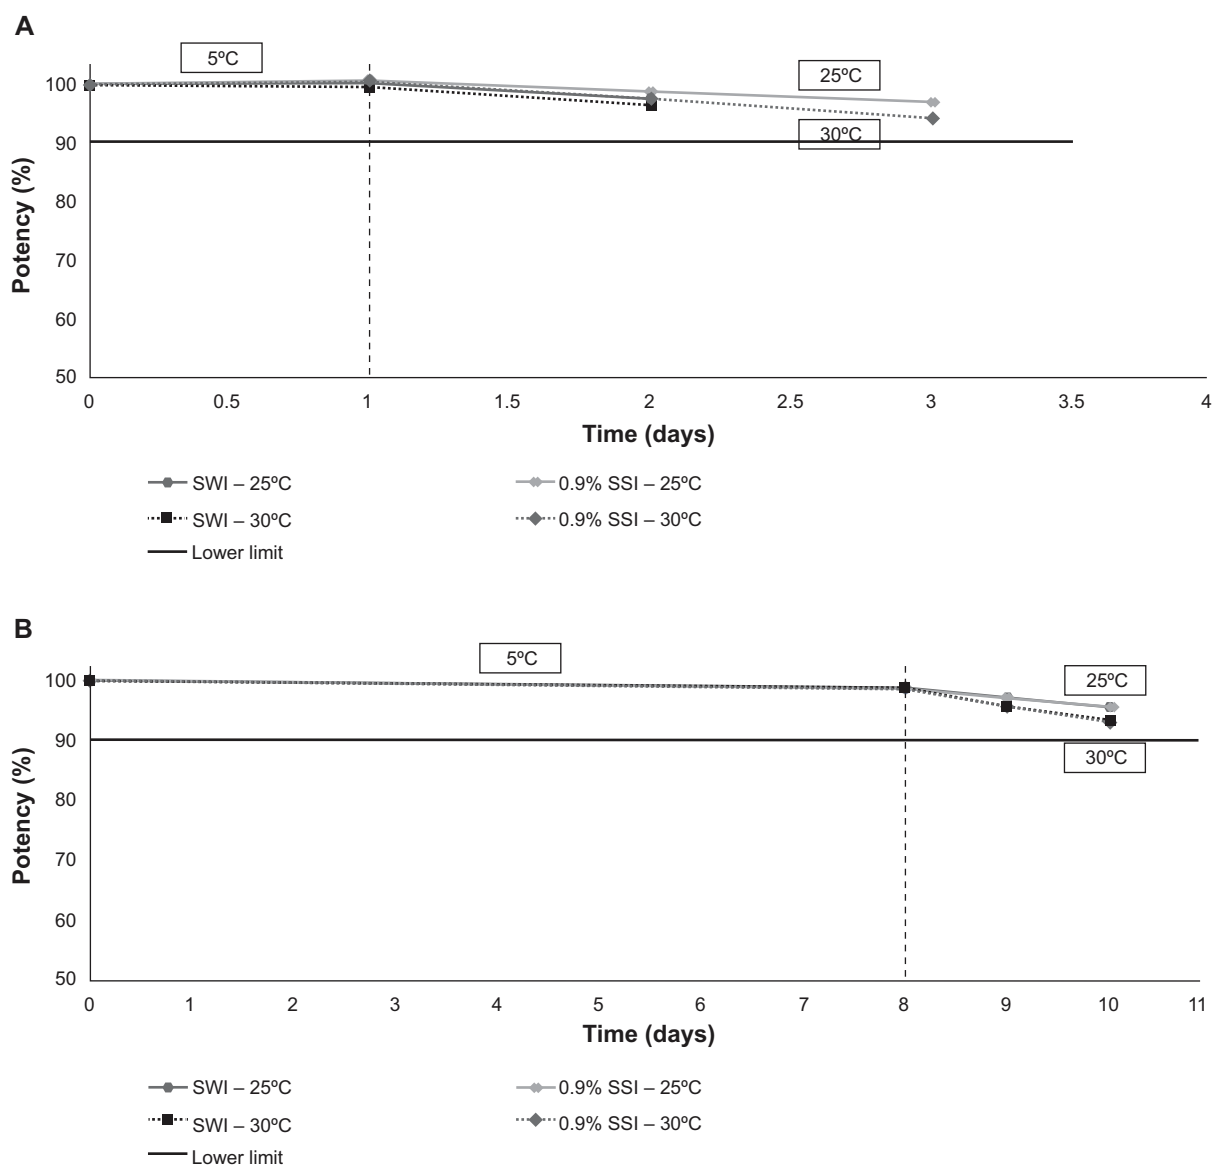 A
5ºC
25ºC
30ºC
100
90
80
70
60
50
Potency (%)
0 0.5 1 1.5 2 2.5 3 3.5 4
Time (days)
SWI – 25ºC 0.9% SSI – 25ºC
SWI – 30ºC 0.9% SSI – 30ºC
Lower limit
B
5ºC
25ºC
30ºC
100
90
80
70
60
50
Potency (%)
0 1 2 3 4 5 6 7 8 9 10 11
Time (days)
SWI – 25ºC 0.9% SSI – 25ºC
SWI – 30ºC 0.9% SSI – 30ºC
Lower limit